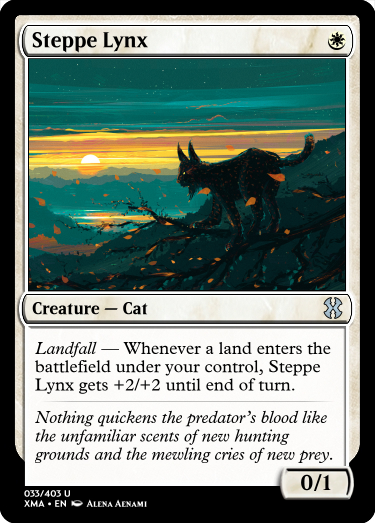 Steppe Lynx
Creature — Cat
Landfall — Whenever a land enters the
battlefield under your control, Steppe
Lynx gets +2/+2 until end of turn.
Nothing quickens the predator's blood like
the unfamiliar scents of new hunting
grounds and the mewling cries of new prey.
0/1
033/403 U
XMA • EN Alena Aenami